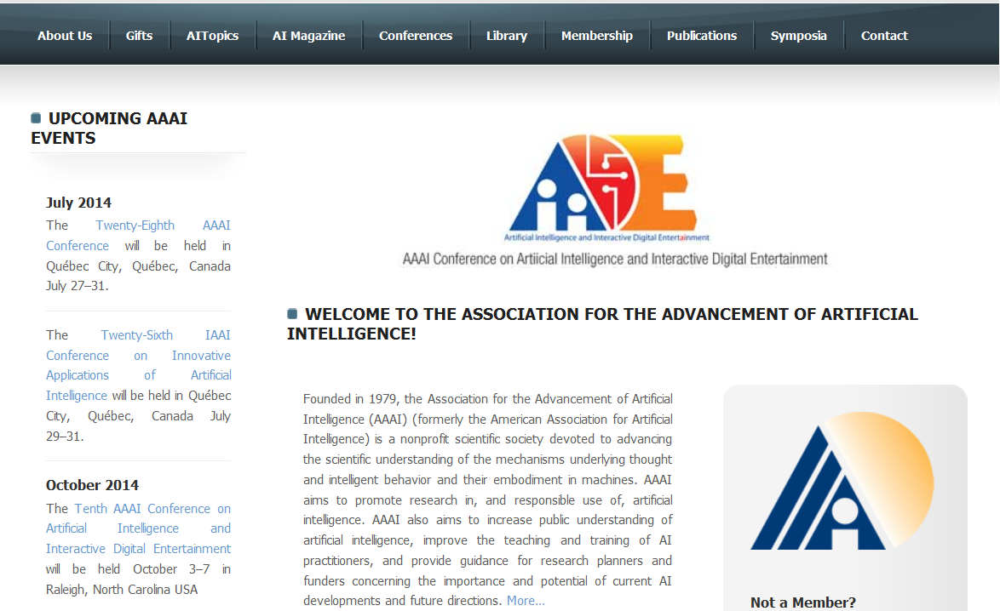 About Us
Gifts
AITopics
AI Magazine
Conferences
Library
Membership
Publications
Symposia
Contact
UPCOMING AAAI
EVENTS
July 2014
The Twenty-Eighth AAAI
Conference will be held in
Québec City, Québec, Canada
July 27–31.
The Twenty-Sixth IAAI
Conference on Innovative
Applications of Artificial
Intelligence will be held in Québec
City, Québec, Canada July
29–31.
October 2014
The Tenth AAAI Conference on
Artificial Intelligence and
Interactive Digital Entertainment
will be held October 3–7 in
Raleigh, North Carolina USA
AIIDE
Artificial Intelligence and Interactive Digital Entertainment
AAAI Conference on Artiicial Intelligence and Interactive Digital Entertainment
WELCOME TO THE ASSOCIATION FOR THE ADVANCEMENT OF ARTIFICIAL
INTELLIGENCE!
Founded in 1979, the Association for the Advancement of Artificial
Intelligence (AAAI) (formerly the American Association for Artificial
Intelligence) is a nonprofit scientific society devoted to advancing
the scientific understanding of the mechanisms underlying thought
and intelligent behavior and their embodiment in machines. AAAI
aims to promote research in, and responsible use of, artificial
intelligence. AAAI also aims to increase public understanding of
artificial intelligence, improve the teaching and training of AI
practitioners, and provide guidance for research planners and
funders concerning the importance and potential of current AI
developments and future directions. More...
Not a Member?